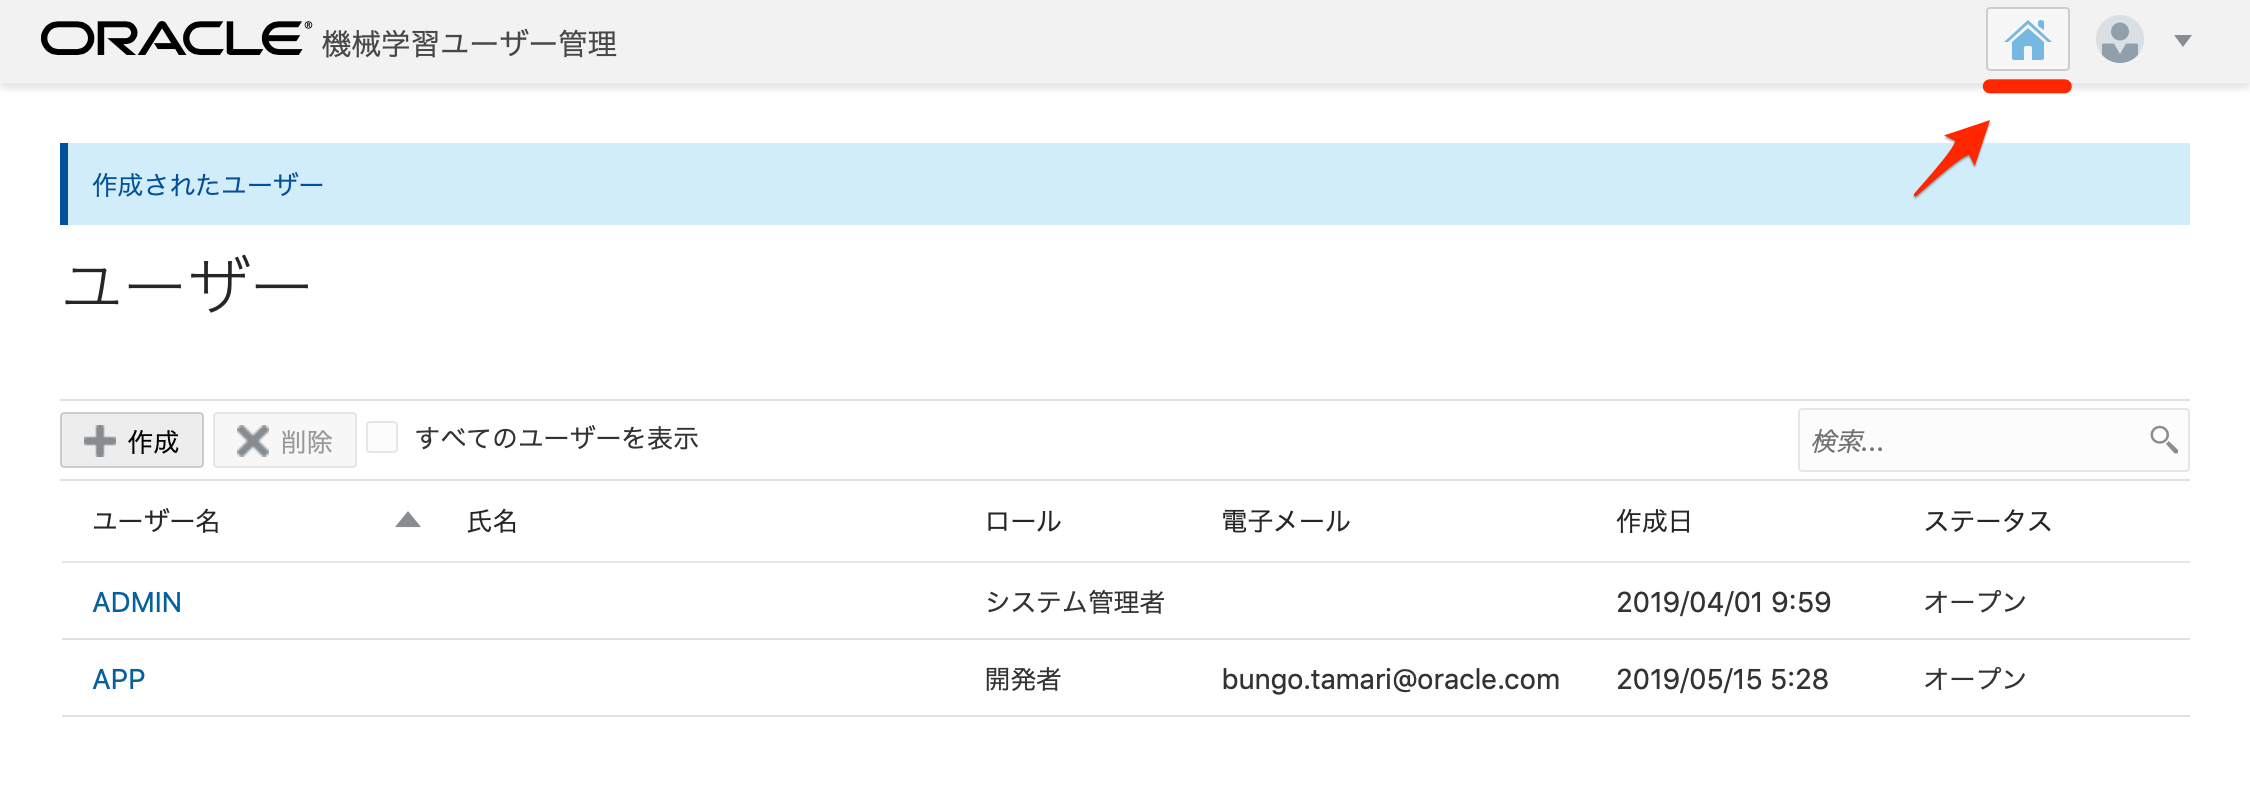 ORACLE® 機械学習ユーザー管理
作成されたユーザー
ユーザー
作成 削除 すべてのユーザーを表示 検索...
ユーザー名 氏名 ロール 電子メール 作成日 ステータス
ADMIN システム管理者 2019/04/01 9:59 オープン
APP 開発者 bungo.tamari@oracle.com 2019/05/15 5:28 オープン